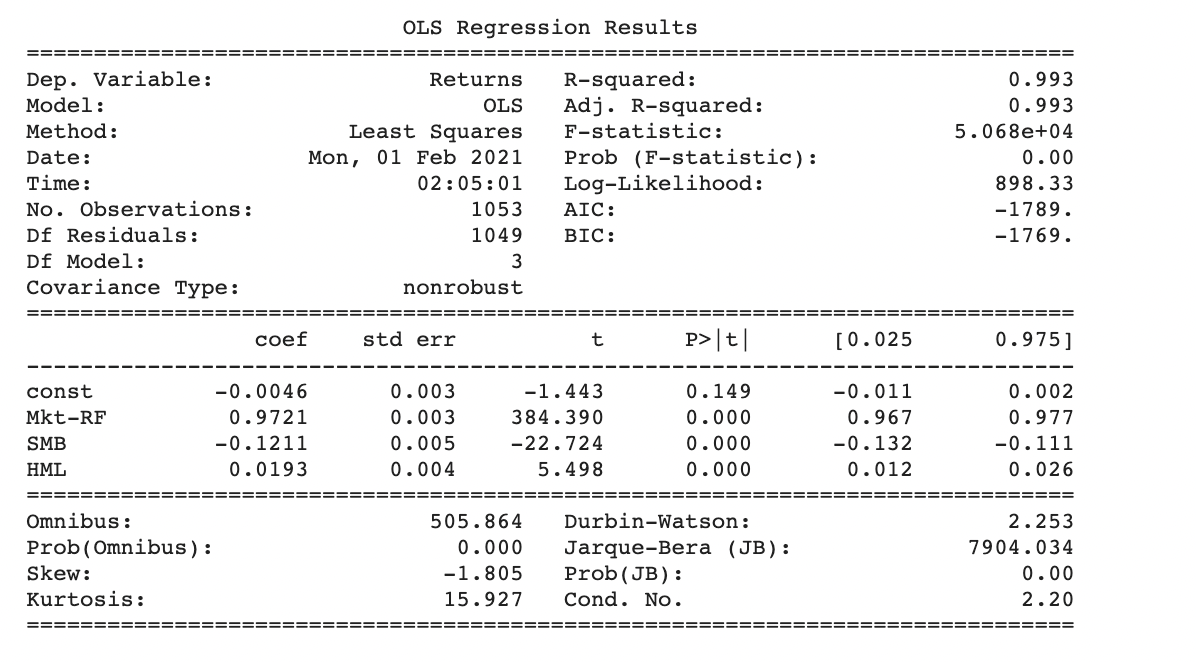 OLS Regression Results
==============================================================================
Dep. Variable:                Returns   R-squared:                       0.993
Model:                            OLS   Adj. R-squared:                  0.993
Method:                 Least Squares   F-statistic:                 5.068e+04
Date:                Mon, 01 Feb 2021   Prob (F-statistic):               0.00
Time:                        02:05:01   Log-Likelihood:                 898.33
No. Observations:                1053   AIC:                            -1789.
Df Residuals:                    1049   BIC:                            -1769.
Df Model:                           3
Covariance Type:            nonrobust
==============================================================================
                 coef    std err          t      P>|t|      [0.025      0.975]
------------------------------------------------------------------------------
const         -0.0046      0.003     -1.443      0.149      -0.011       0.002
Mkt-RF         0.9721      0.003    384.390      0.000       0.967       0.977
SMB           -0.1211      0.005    -22.724      0.000      -0.132      -0.111
HML            0.0193      0.004      5.498      0.000       0.012       0.026
==============================================================================
Omnibus:                      505.864   Durbin-Watson:                   2.253
Prob(Omnibus):                  0.000   Jarque-Bera (JB):             7904.034
Skew:                          -1.805   Prob(JB):                         0.00
Kurtosis:                      15.927   Cond. No.                         2.20
==============================================================================